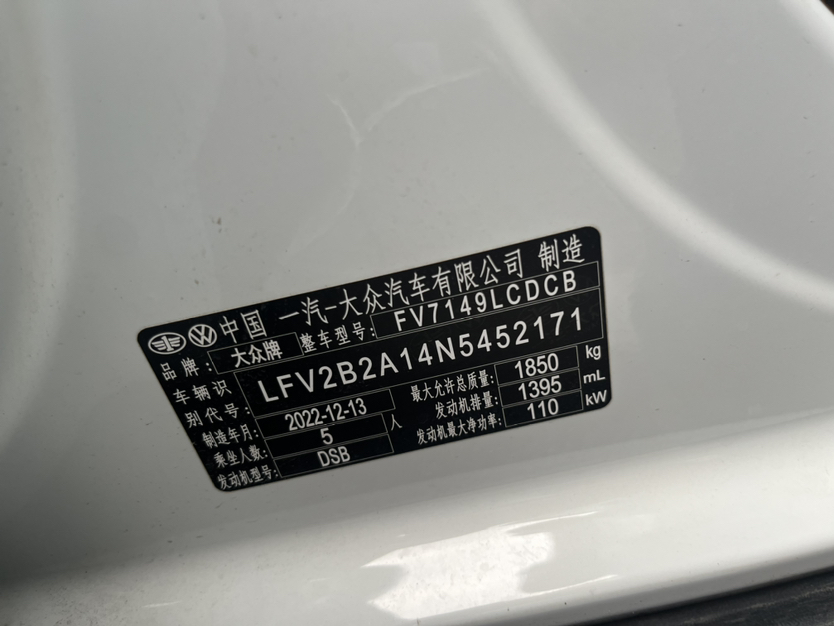 中国 一汽-大众汽车有限公司 制造
品牌: 大众牌 整车型号: FV7149LCDCB
车辆识别代号: LFV2B2A14N5452171
制造年月: 2022-12-13 最大允许总质量: 1850 kg
乘坐人数: 5 人 发动机排量: 1395 mL
发动机型号: DSB 发动机最大净功率: 110 kW